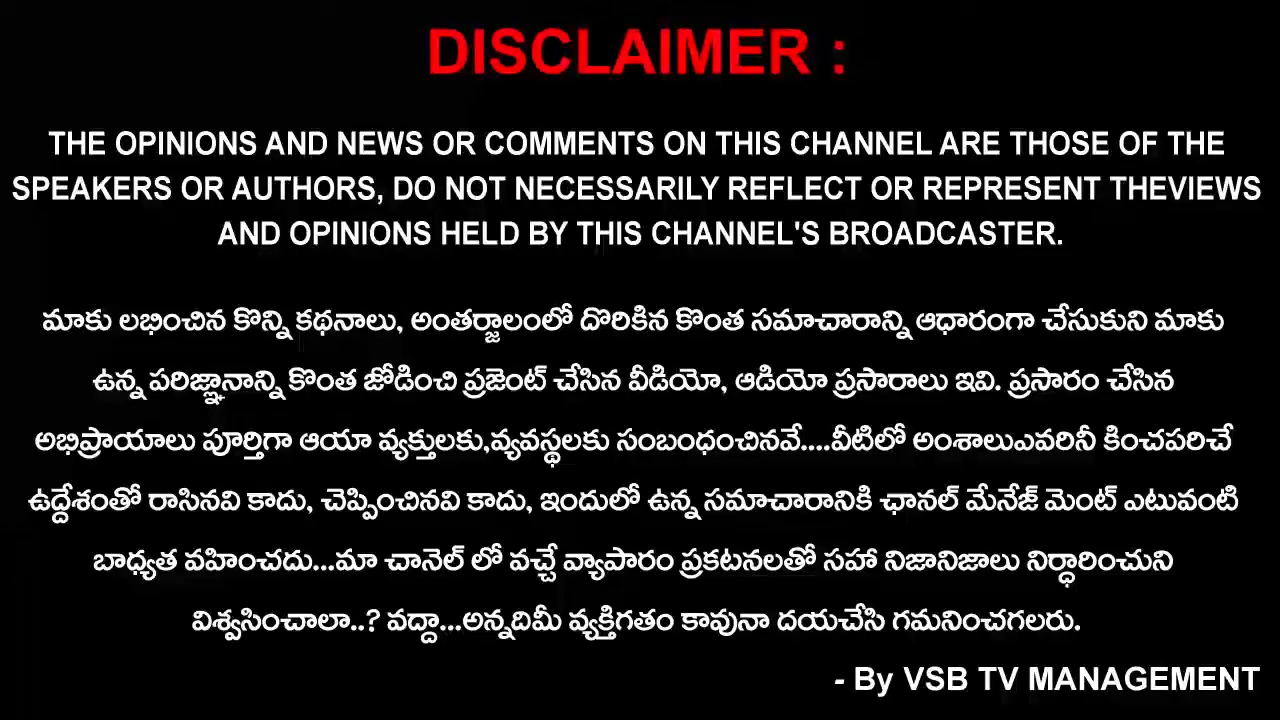 DISCLAIMER :
THE OPINIONS AND NEWS OR COMMENTS ON THIS CHANNEL ARE THOSE OF THE
SPEAKERS OR AUTHORS, DO NOT NECESSARILY REFLECT OR REPRESENT THEVIEWS
AND OPINIONS HELD BY THIS CHANNEL'S BROADCASTER.
మాకు లభించిన కొన్ని కథనాలు, అంతర్జాలంలో దొరికిన కొంత సమాచారాన్ని ఆధారంగా చేసుకుని మాకు
ఉన్న పరిజ్ఞానాన్ని కొంత జోడించి ప్రజెంట్ చేసిన వీడియో, ఆడియో ప్రసారాలు ఇవి. ప్రసారం చేసిన
అభిప్రాయాలు పూర్తిగా ఆయా వ్యక్తులకు,వ్యవస్థలకు సంబంధంచినవే....వీటిలో అంశాలుఎవరినీ కించపరిచే
ఉద్దేశంతో రాసినవి కాదు, చెప్పించినవి కాదు, ఇందులో ఉన్న సమాచారానికి ఛానల్ మేనేజ్ మెంట్ ఎటువంటి
బాధ్యత వహించదు...మా చానెల్ లో వచ్చే వ్యాపారం ప్రకటనలతో సహా నిజానిజాలు నిర్ధారించుని
విశ్వసించాలా..? వద్దా...అన్నదిమీ వ్యక్తిగతం కావునా దయచేసి గమనించగలరు.
- By VSB TV MANAGEMENT